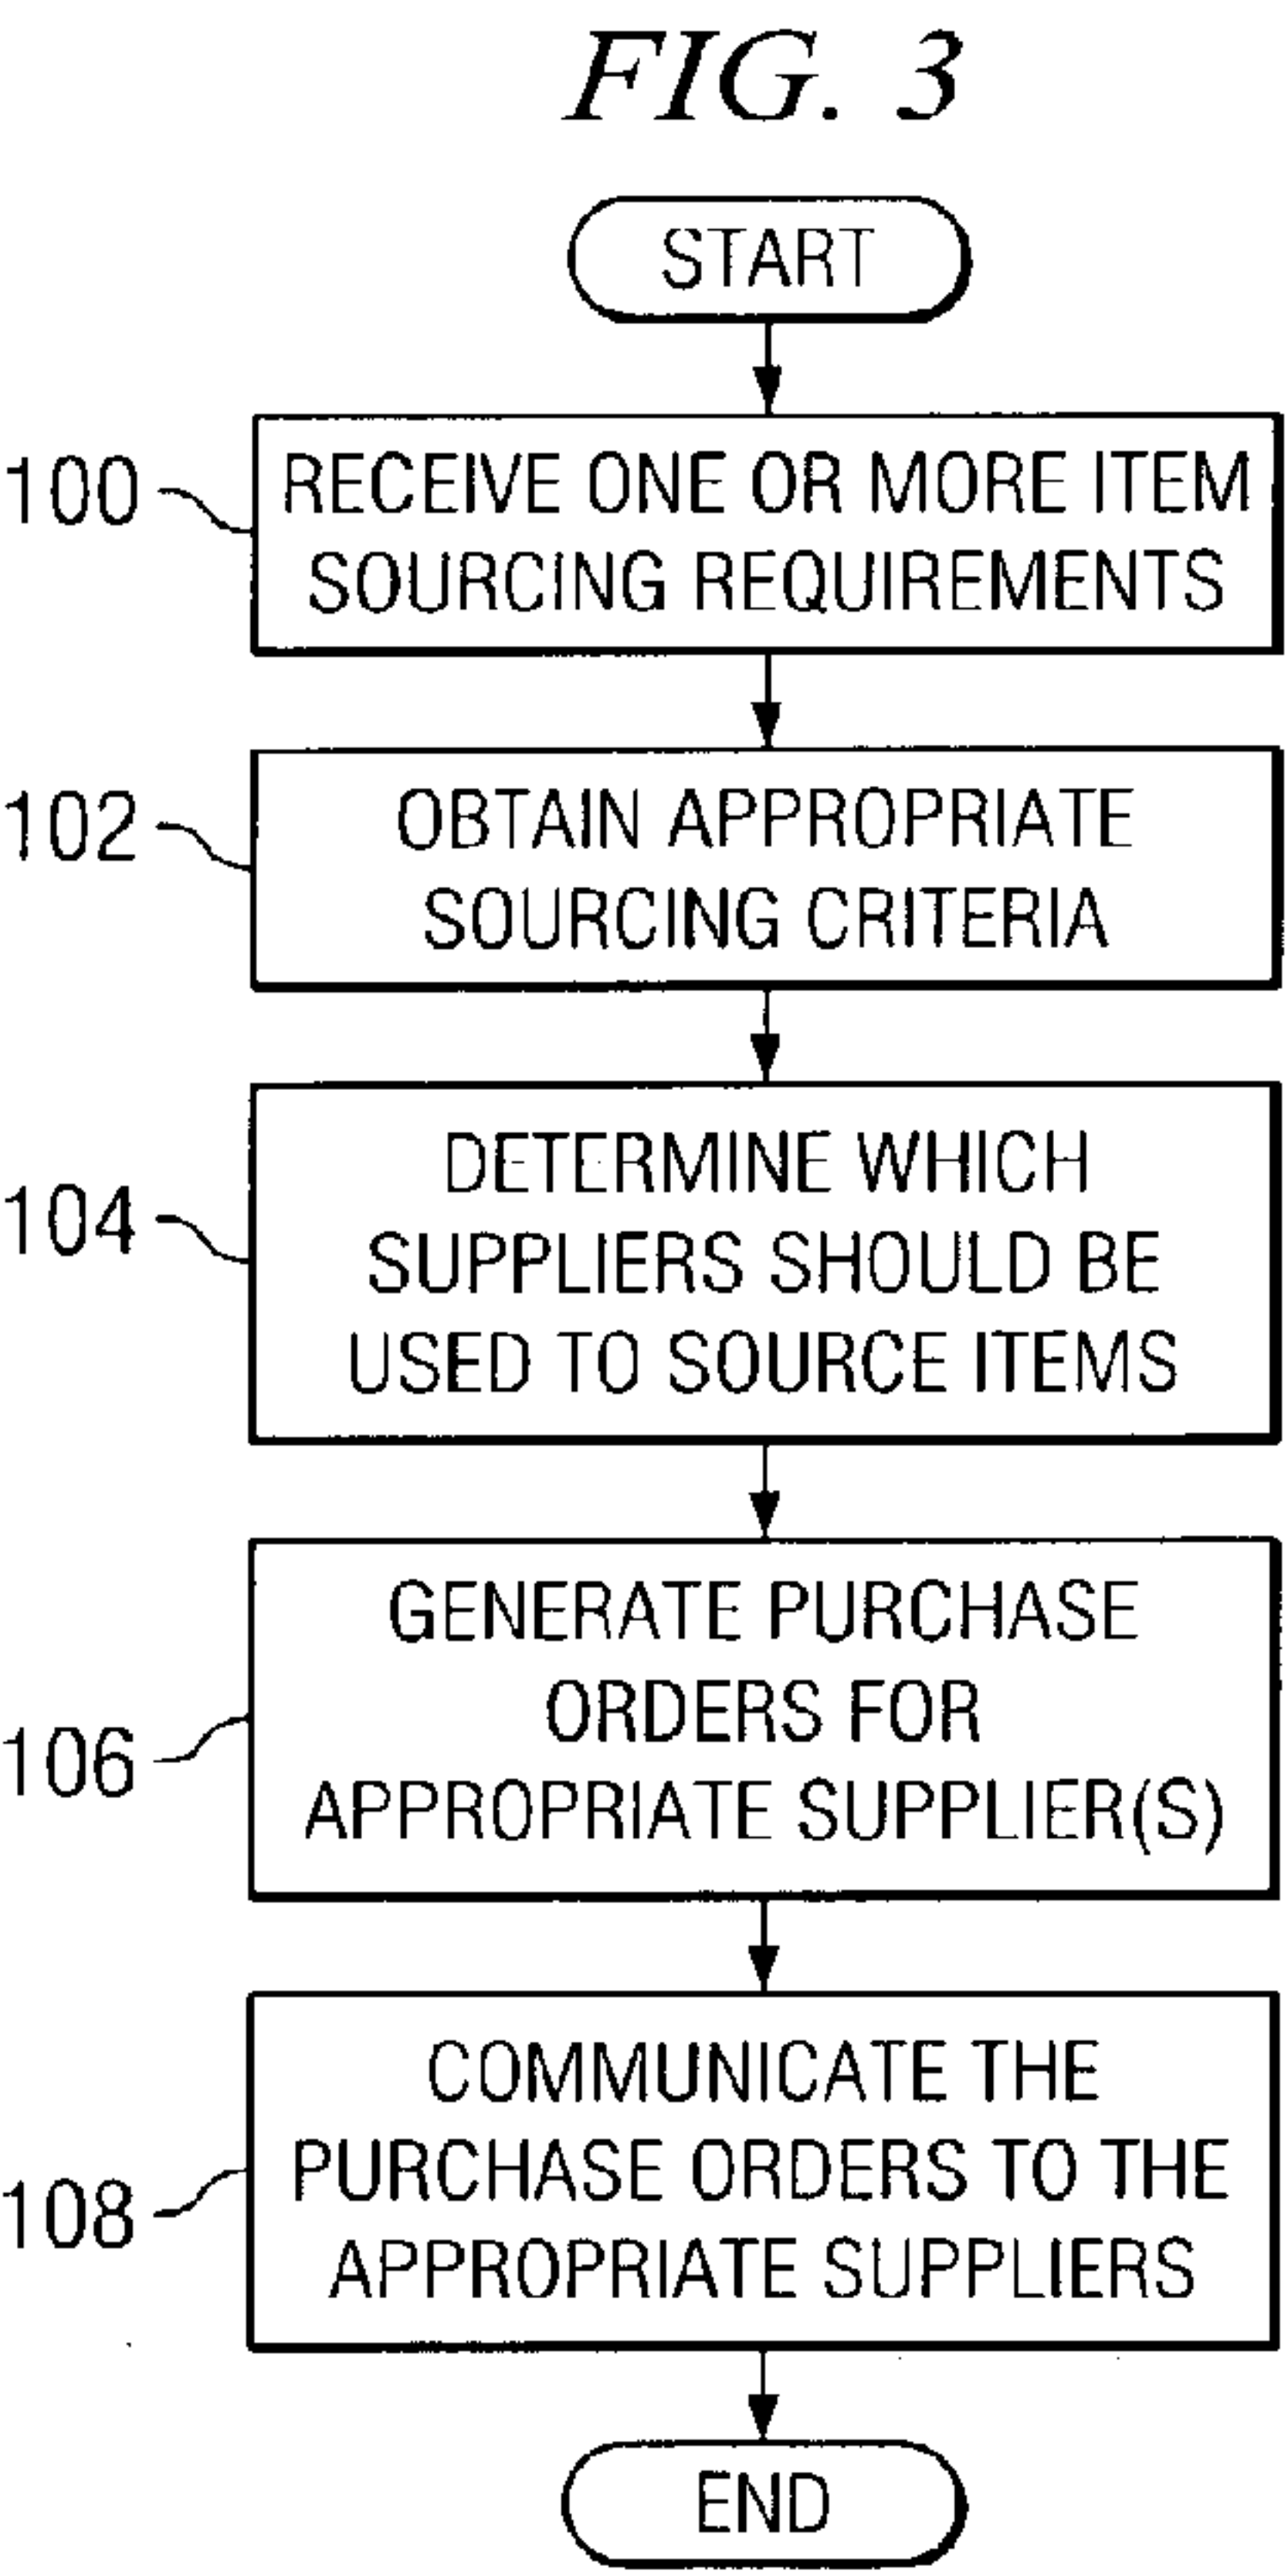 FIG. 3
START
100
RECEIVE ONE OR MORE ITEM
SOURCING REQUIREMENTS
102
OBTAIN APPROPRIATE
SOURCING CRITERIA
104
DETERMINE WHICH
SUPPLIERS SHOULD BE
USED TO SOURCE ITEMS
106
GENERATE PURCHASE
ORDERS FOR
APPROPRIATE SUPPLIER(S)
108
COMMUNICATE THE
PURCHASE ORDERS TO THE
APPROPRIATE SUPPLIERS
END